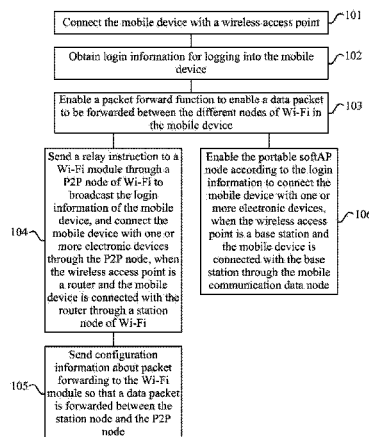 Connect the mobile device with a wireless access point
101
Obtain login information for logging into the mobile
device
102
Enable a packet forward function to enable a data packet
to be forwarded between the different nodes of Wi-Fi in
the mobile device
103
Send a relay instruction to a
Wi-Fi module through a
P2P node of Wi-Fi to
broadcast the login
information of the mobile
device, and connect the
mobile device with one or
more electronic devices
through the P2P node, when
the wireless access point is
a router and the mobile
device is connected with the
router through a station
node of Wi-Fi
104
Enable the portable softAP
node according to the login
information to connect the
mobile device with one or
more electronic devices,
when the wireless access
point is a base station and
the mobile device is
connected with the base
station through the mobile
communication data node
106
Send configuration
information about packet
forwarding to the Wi-Fi
module so that a data packet
is forwarded between the
station node and the P2P
node
105